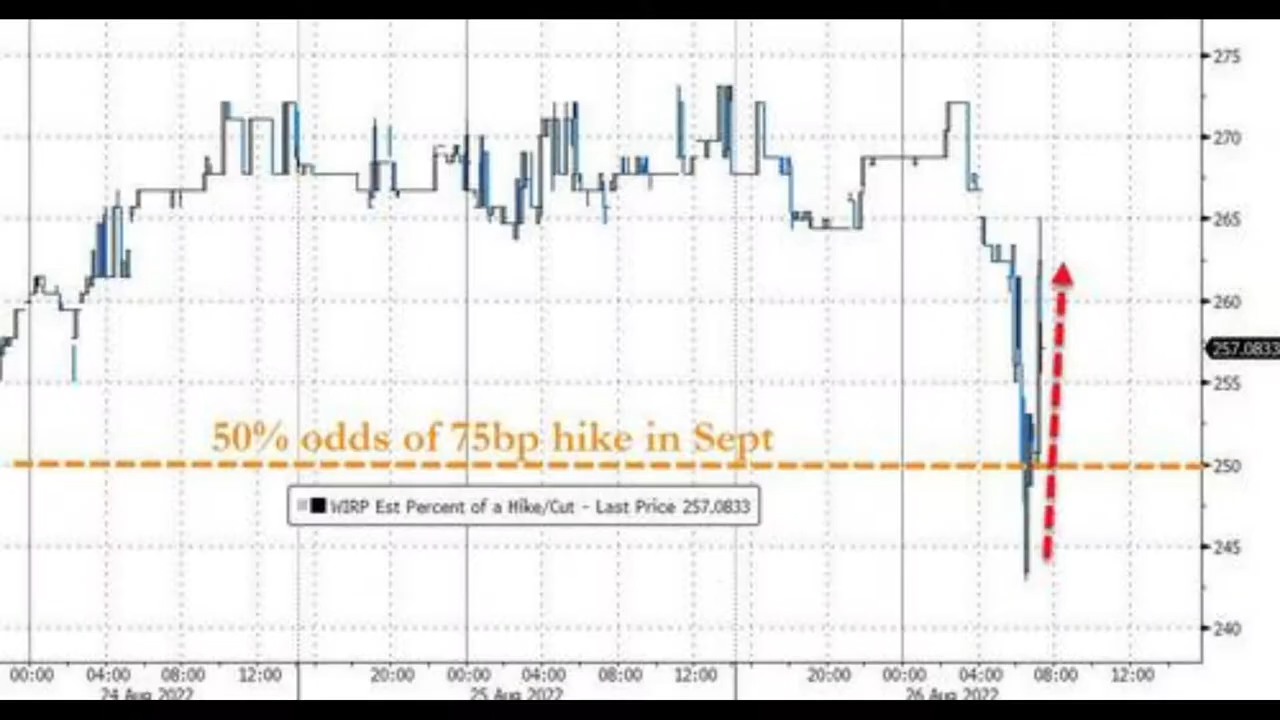 275
270
265
260
257.0833
255
50% odds of 75bp hike in Sept
250
WIRP Est Percent of a Hike/Cut - Last Price 257.0833
245
240
00:00 04:00 08:00 12:00 20:00 00:00 04:00 08:00 12:00 20:00 00:00 04:00 08:00 12:00
24 Aug 2022 25 Aug 2022 26 Aug 2022